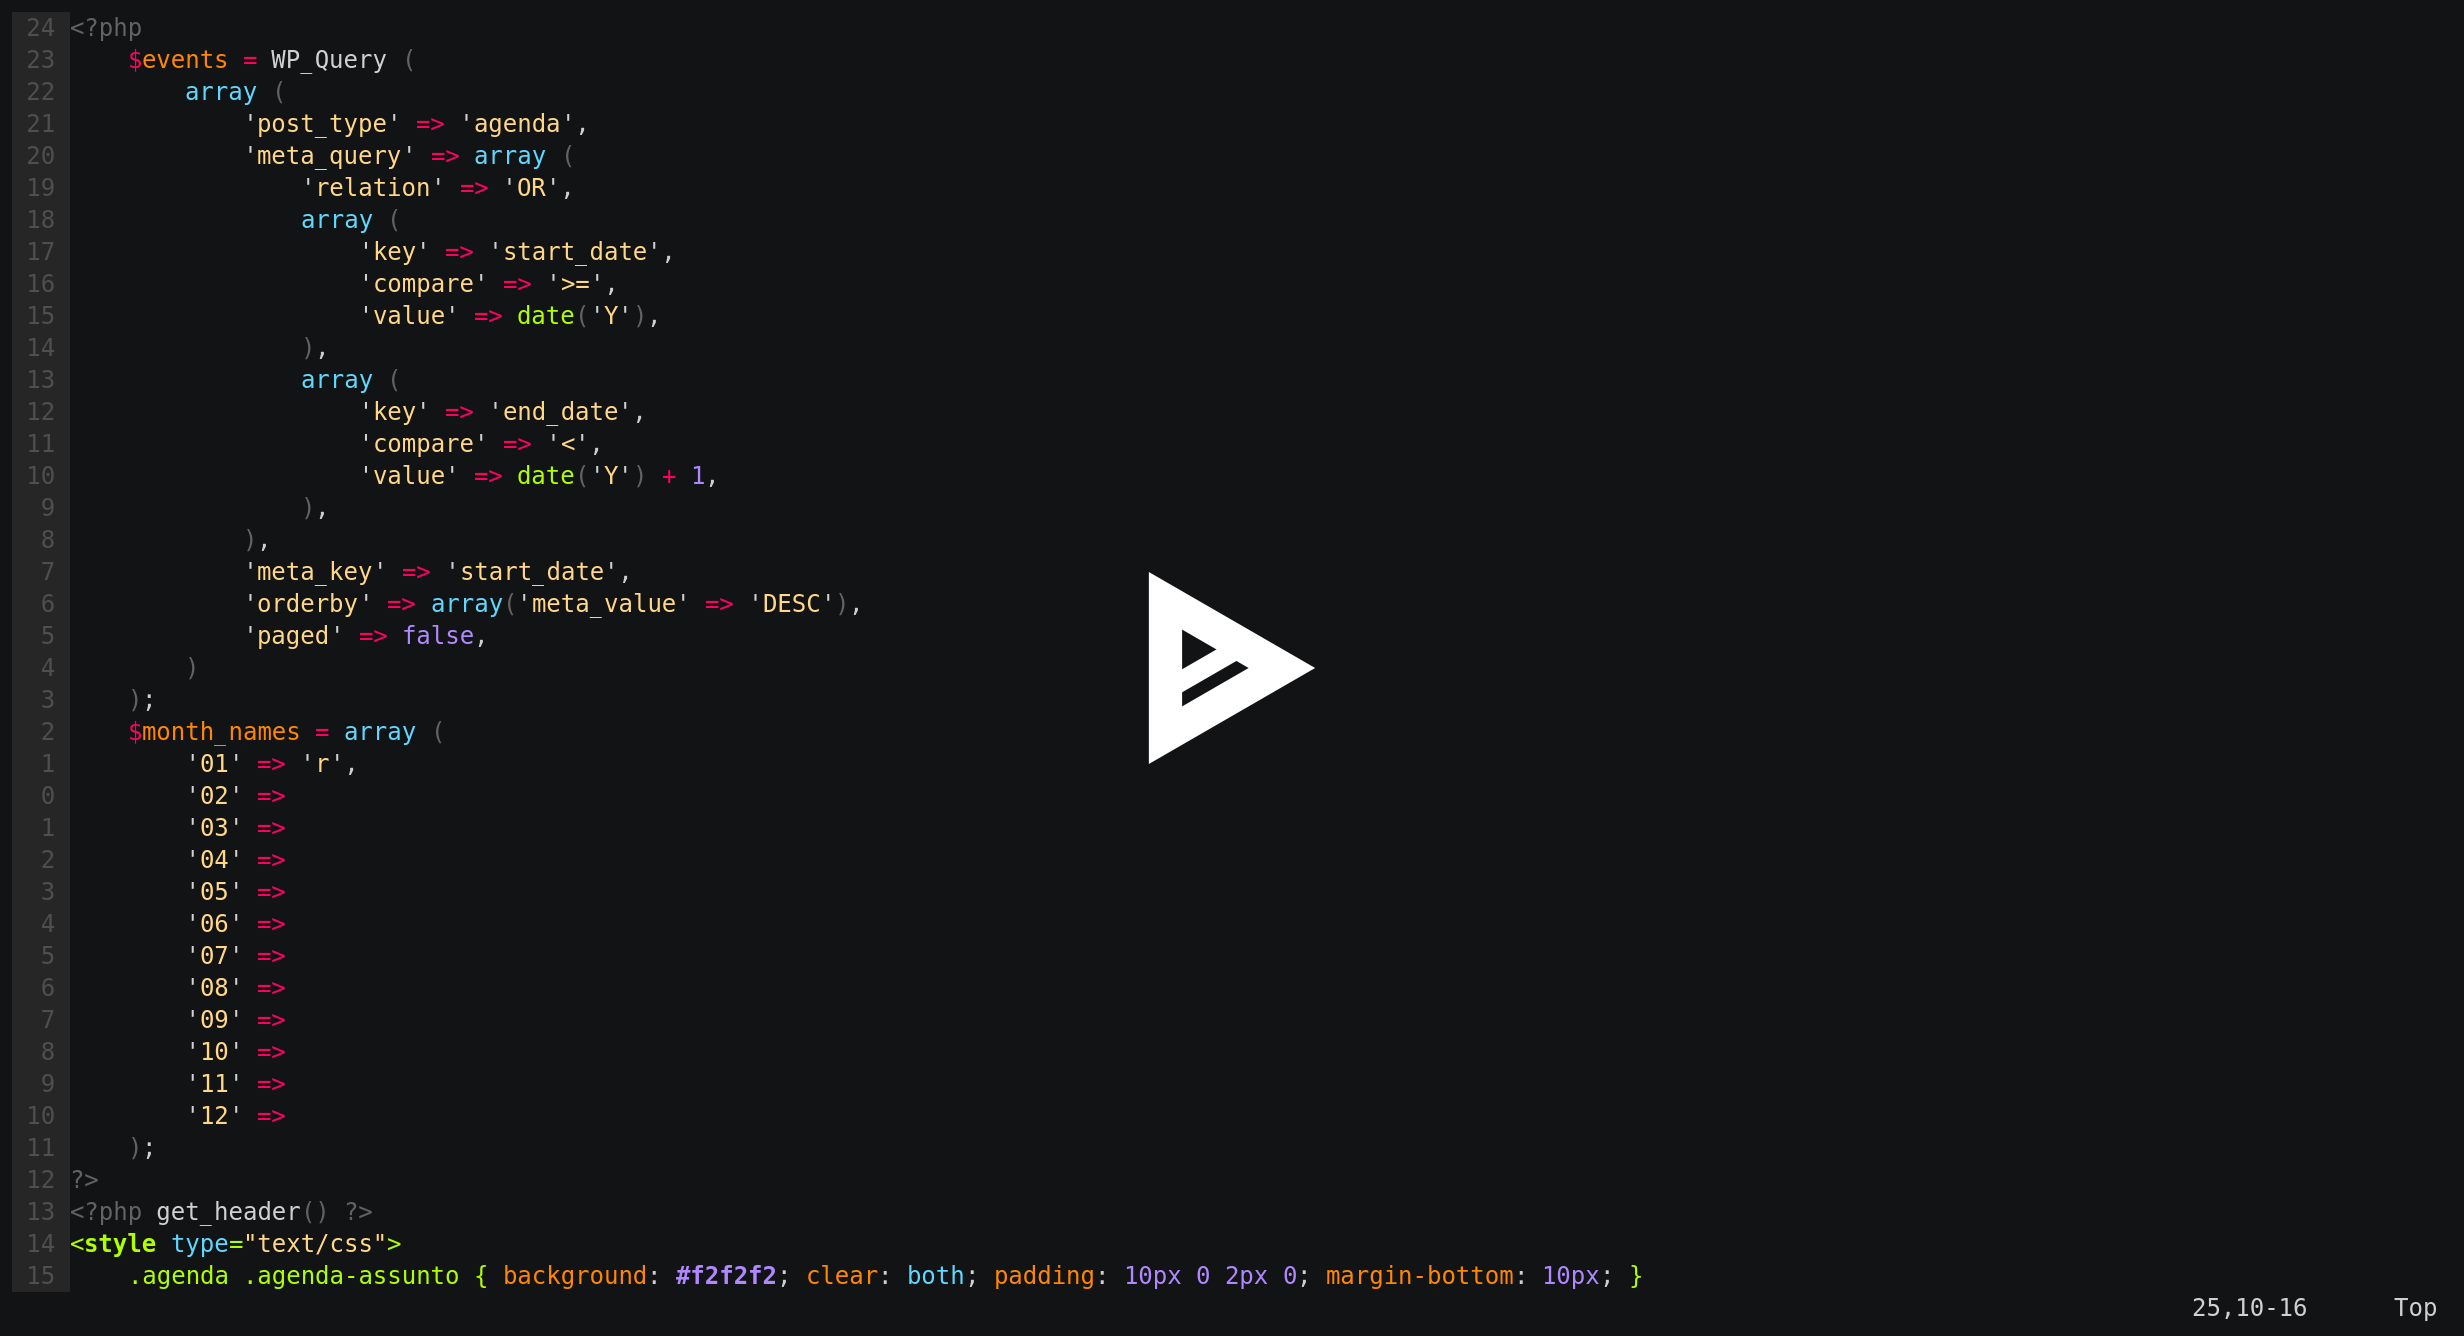 24 <?php
23     $events = WP_Query (
22         array (
21             'post_type' => 'agenda',
20             'meta_query' => array (
19                 'relation' => 'OR',
18                 array (
17                     'key' => 'start_date',
16                     'compare' => '>=',
15                     'value' => date('Y'),
14                 ),
13                 array (
12                     'key' => 'end_date',
11                     'compare' => '<',
10                     'value' => date('Y') + 1,
9                 ),
8             ),
7             'meta_key' => 'start_date',
6             'orderby' => array('meta_value' => 'DESC'),
5             'paged' => false,
4         )
3     );
2     $month_names = array (
1         '01' => 'r',
0         '02' =>
1         '03' =>
2         '04' =>
3         '05' =>
4         '06' =>
5         '07' =>
6         '08' =>
7         '09' =>
8         '10' =>
9         '11' =>
10         '12' =>
11     );
12 ?>
13 <?php get_header() ?>
14 <style type="text/css">
15     .agenda .agenda-assunto { background: #f2f2f2; clear: both; padding: 10px 0 2px 0; margin-bottom: 10px; }
25,10-16 Top